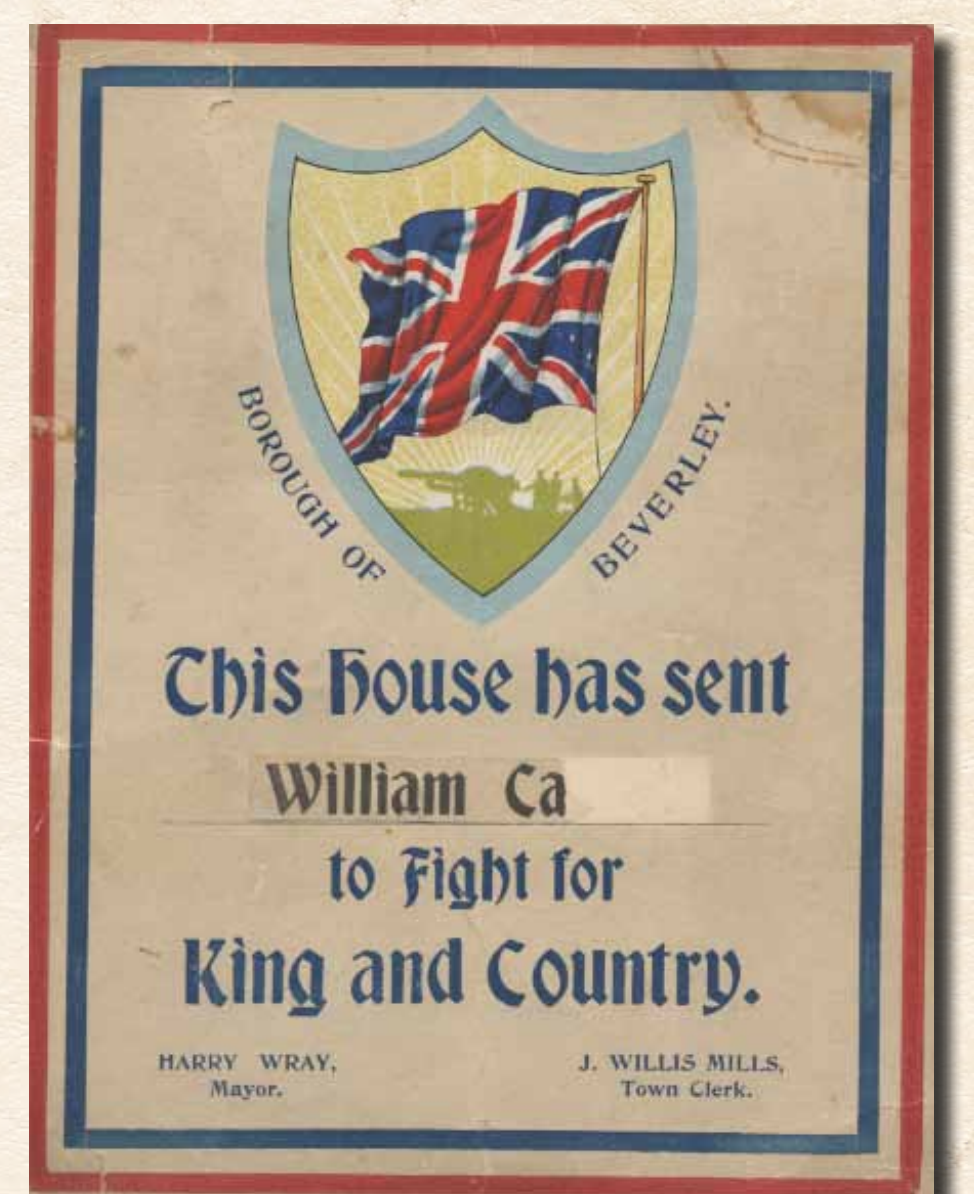 BOROUGH OF BEVERLEY.
This house has sent
William Ca
to Fight for
King and Country.
HARRY WRAY,
Mayor.
J. WILLIS MILLS,
Town Clerk.